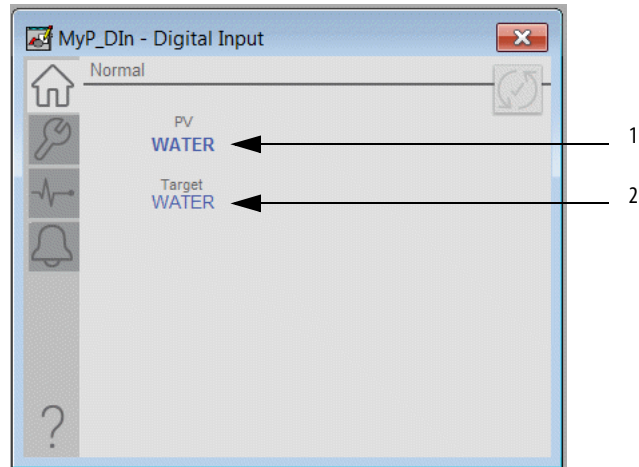 MyP_DIn - Digital Input
Normal
PV
WATER
1
Target
WATER
2
?